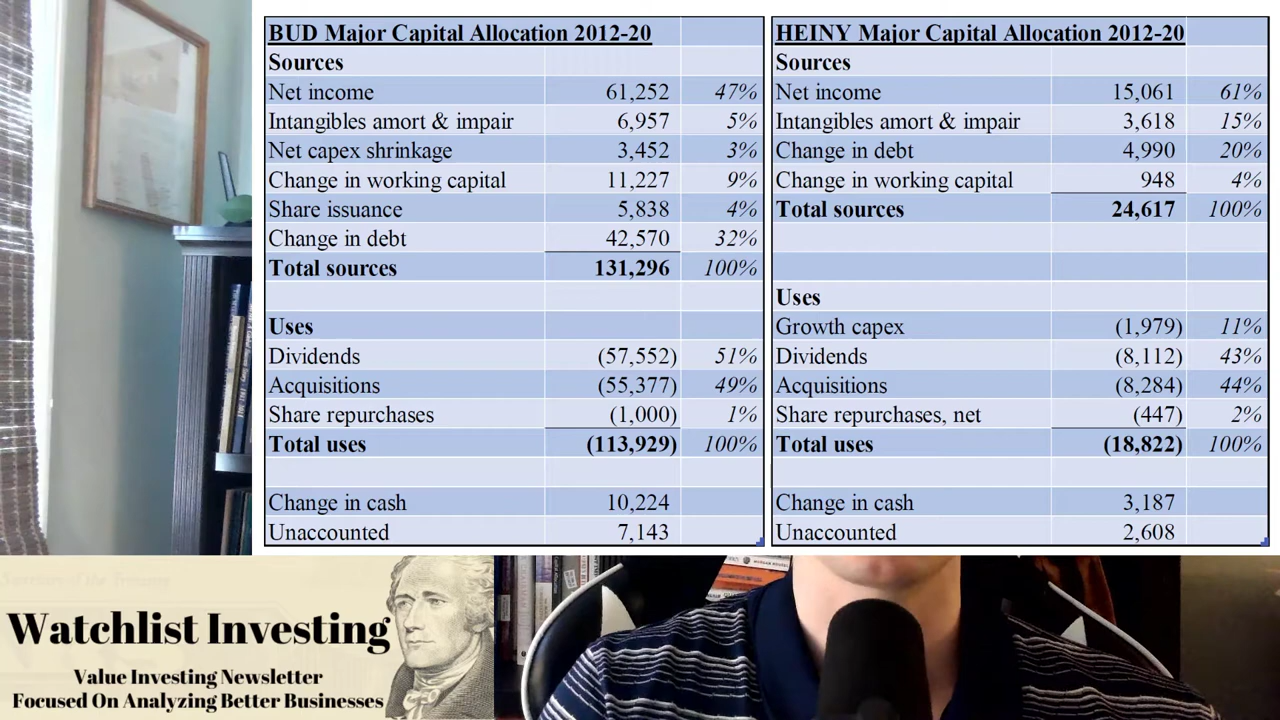 BUD Major Capital Allocation 2012-20
Sources
Net income 61,252 47%
Intangibles amort & impair 6,957 5%
Net capex shrinkage 3,452 3%
Change in working capital 11,227 9%
Share issuance 5,838 4%
Change in debt 42,570 32%
Total sources 131,296 100%
Uses
Dividends (57,552) 51%
Acquisitions (55,377) 49%
Share repurchases (1,000) 1%
Total uses (113,929) 100%
Change in cash 10,224
Unaccounted 7,143
HEINY Major Capital Allocation 2012-20
Sources
Net income 15,061 61%
Intangibles amort & impair 3,618 15%
Change in debt 4,990 20%
Change in working capital 948 4%
Total sources 24,617 100%
Uses
Growth capex (1,979) 11%
Dividends (8,112) 43%
Acquisitions (8,284) 44%
Share repurchases, net (447) 2%
Total uses (18,822) 100%
Change in cash 3,187
Unaccounted 2,608
Watchlist Investing
Value Investing Newsletter
Focused On Analyzing Better Businesses